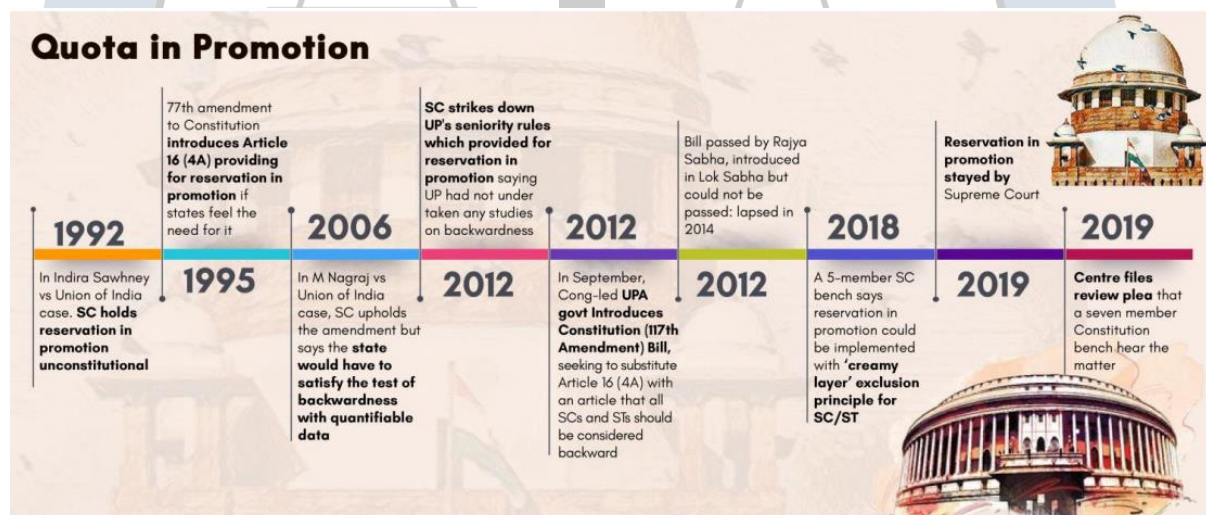 Quota in Promotion
1992
In Indira Sawhney
vs Union of India
case. SC holds
reservation in
promotion
unconstitutional
77th amendment
to Constitution
introduces Article
16 (4A) providing
for reservation in
promotion if
states feel the
need for it
1995
2006
In M Nagraj vs
Union of India
case, SC upholds
the amendment but
says the state
would have to
satisfy the test of
backwardness
with quantifiable
data
SC strikes down
UP's seniority rules
which provided for
reservation in
promotion saying
UP had not under
taken any studies
on backwardness
2012
2012
In September,
Cong-led UPA
govt Introduces
Constitution (117th
Amendment) Bill,
seeking to substitute
Article 16 (4A) with
an article that all
SCs and STs should
be considered
backward
Bill passed by Rajya
Sabha, introduced
in Lok Sabha but
could not be
passed: lapsed in
2014
2012
2018
A 5-member SC
bench says
reservation in
promotion could
be implemented
with ‘creamy
layer’ exclusion
principle for
SC/ST
Reservation in
promotion
stayed by
Supreme Court
2019
2019
Centre files
review plea that
a seven member
Constitution
bench hear the
matter